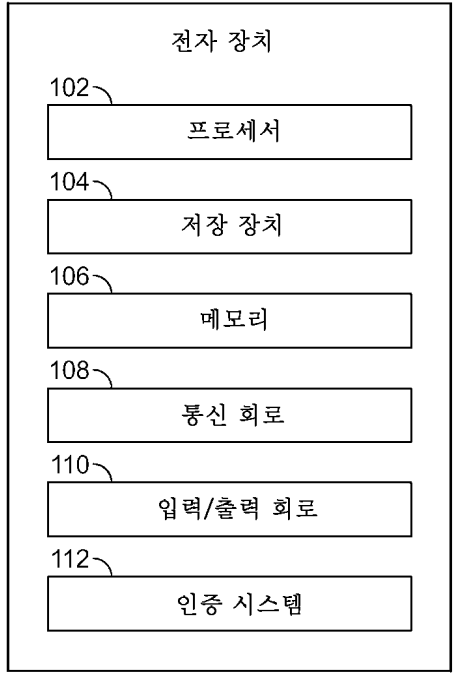 전자 장치
102
프로세서
104
저장 장치
106
메모리
108
통신 회로
110
입력/출력 회로
112
인증 시스템